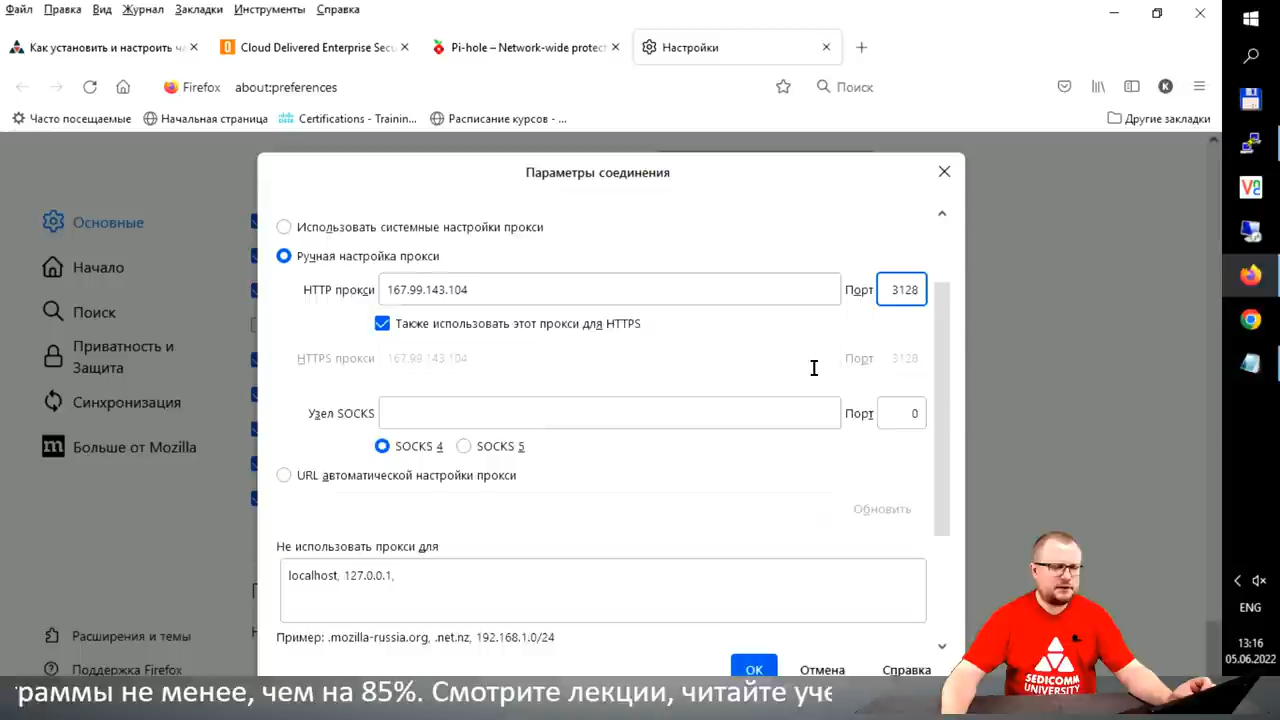 Файл Правка Вид Журнал Закладки Инструменты Справка
Как установить и настроить ч
Cloud Delivered Enterprise Secu
Pi-hole – Network-wide protect
Настройки
Firefox about:preferences
Поиск
Часто посещаемые
Начальная страница
Certifications - Trainin...
Расписание курсов - ...
Другие закладки
Параметры соединения
Основные
Начало
Поиск
Приватность и
Защита
Синхронизация
Больше от Mozilla
Расширения и темы
Поддержка Firefox
Использовать системные настройки прокси
Ручная настройка прокси
HTTP прокси 167.99.143.104 Порт 3128
Также использовать этот прокси для HTTPS
HTTPS прокси 167.99.143.104 Порт 3128
Узел SOCKS Порт 0
SOCKS 4 SOCKS 5
URL автоматической настройки прокси
Обновить
Не использовать прокси для
localhost, 127.0.0.1,
Пример: .mozilla-russia.org, .net.nz, 192.168.1.0/24
OK Отмена Справка
ENG
13:16
05.06.2022
SEDICOMM
UNIVERSITY
раммы не менее, чем на 85%. Смотрите лекции, читайте уче